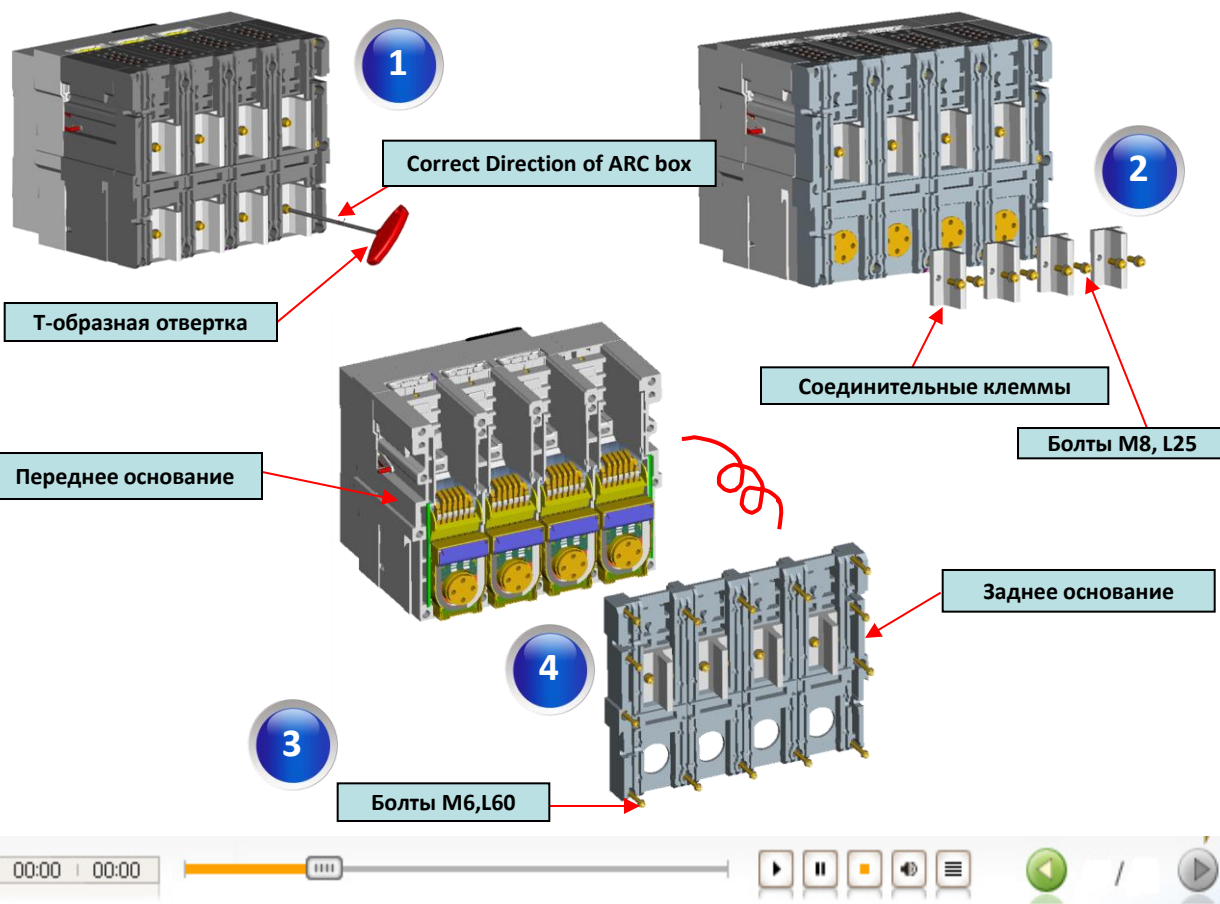 1
Correct Direction of ARC box
2
Т-образная отвертка
Соединительные клеммы
Болты M8, L25
Переднее основание
Заднее основание
4
3
Болты M6,L60
00:00 00:00 /